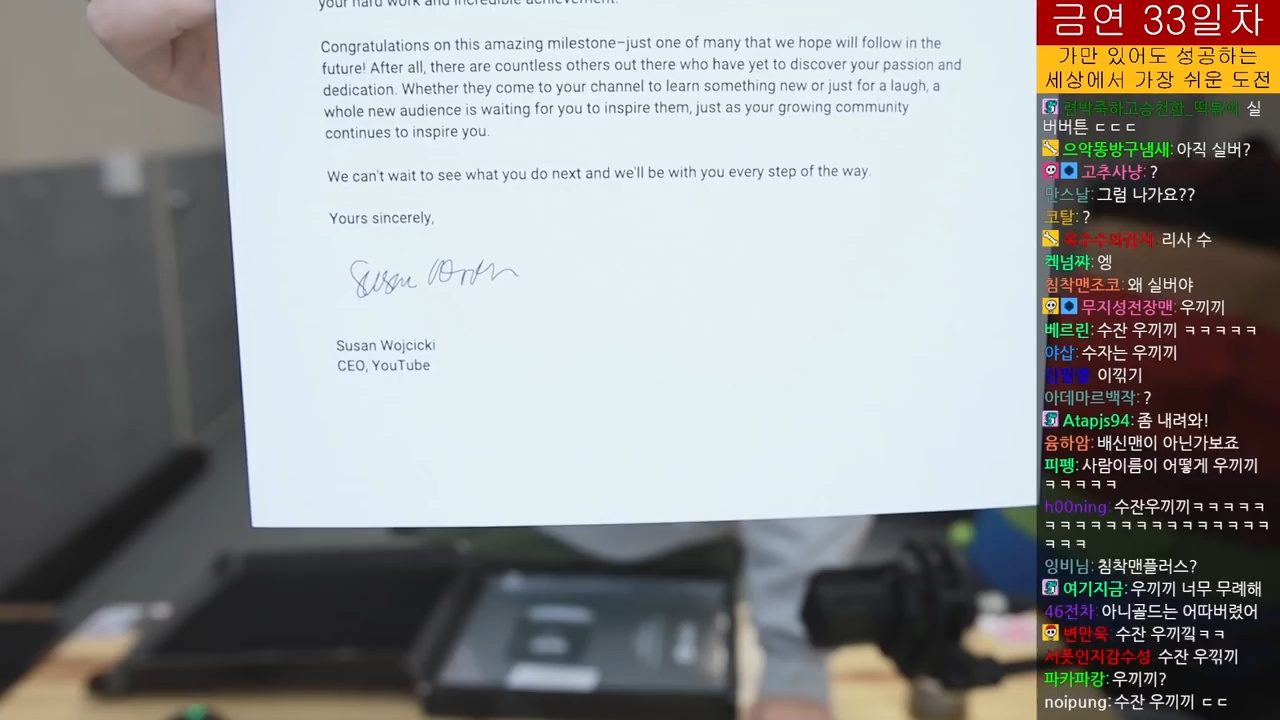 your hard work and incredible achievement.
Congratulations on this amazing milestone–just one of many that we hope will follow in the
future! After all, there are countless others out there who have yet to discover your passion and
dedication. Whether they come to your channel to learn something new or just for a laugh, a
whole new audience is waiting for you to inspire them, just as your growing community
continues to inspire you.
We can't wait to see what you do next and we'll be with you every step of the way.
Yours sincerely,
Susan Wojcicki
CEO, YouTube
금연 33일차
가만 있어도 성공하는
세상에서 가장 쉬운 도전
실
버버튼 ㄷㄷㄷ
으악똥방구냄새: 아직 실버?
고추사냥: ?
만스날: 그럼 나가요??
코탈: ?
리사 수
켁넘쨔: 엥
침착맨조코: 왜 실버야
무지성전장맨: 우끼끼
베르린: 수잔 우끼끼 ㅋㅋㅋㅋㅋ
야삽: 수자는 우끼끼
이꺾기
아데마르백작: ?
Atapjs94: 좀 내려와!
윰하암: 배신맨이 아닌가보죠
피펭: 사람이름이 어떻게 우끼끼
ㅋㅋㅋㅋㅋ
h00ning: 수잔우끼끼ㅋㅋㅋㅋㅋ
ㅋㅋㅋㅋㅋㅋㅋㅋㅋㅋㅋㅋㅋㅋㅋ
ㅋㅋㅋ
잉비님: 침착맨플러스?
여기지금: 우끼끼 너무 무례해
46전차: 아니골드는 어따버렸어
변만욱: 수잔 우끼낔ㅋㅋ
서폿인지감수성: 수잔 우꺾끼
파카파캉: 우끼끼?
noipung: 수잔 우끼끼 ㄷㄷ